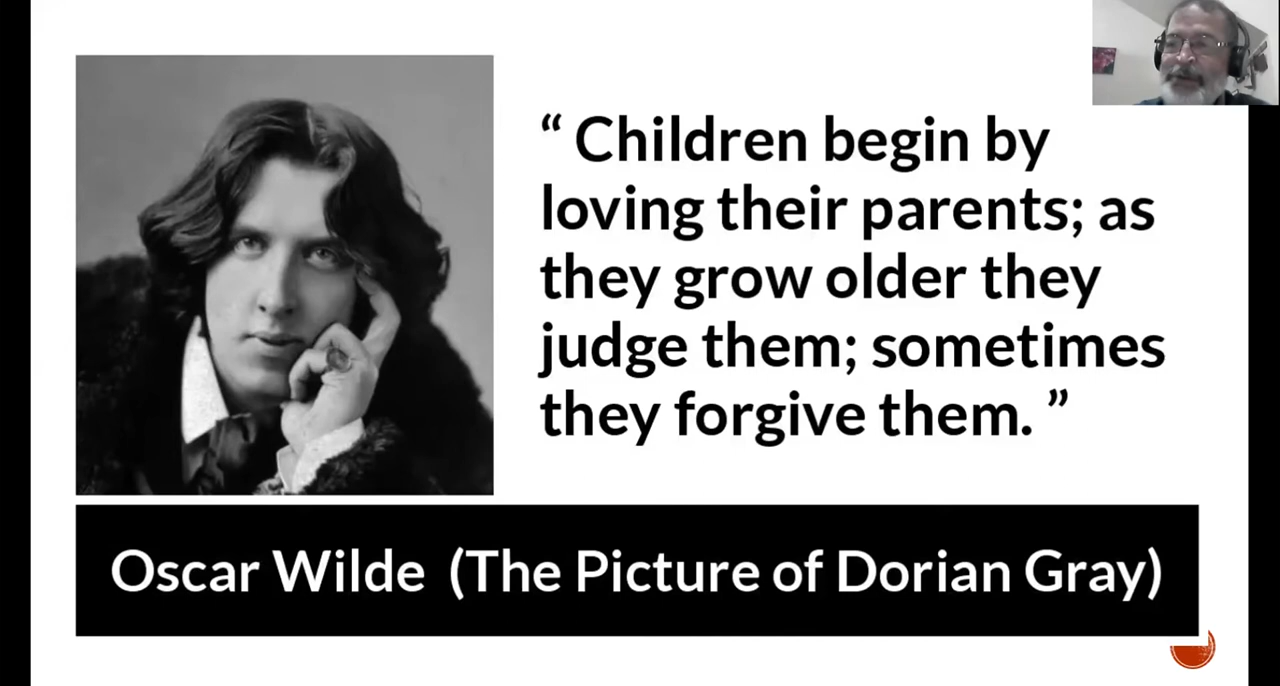 “ Children begin by
loving their parents; as
they grow older they
judge them; sometimes
they forgive them. ”
Oscar Wilde (The Picture of Dorian Gray)